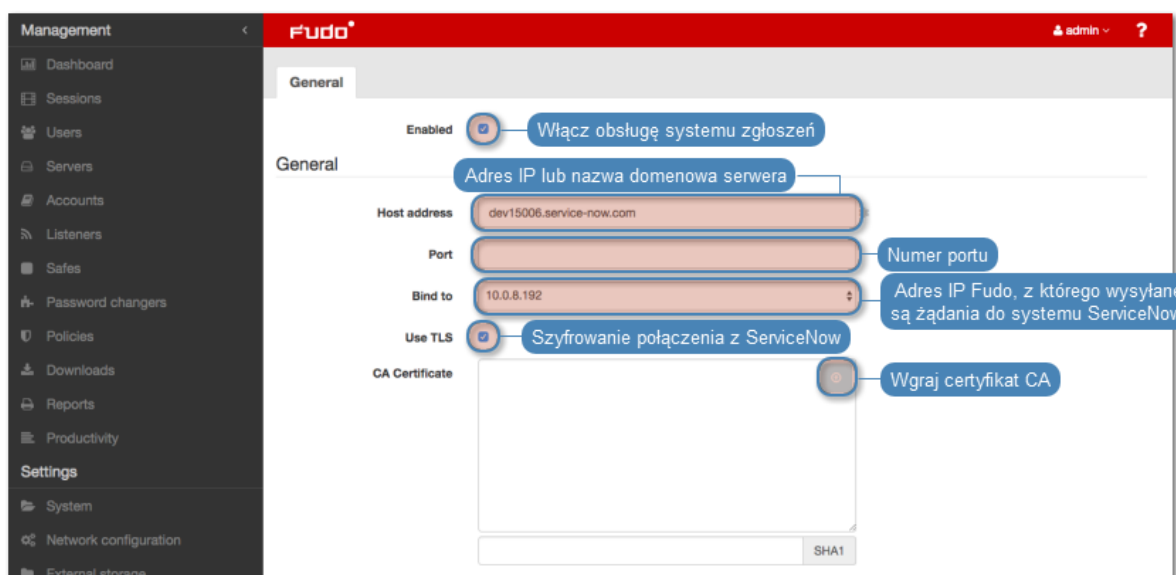 Management
Fudo
admin
?
Dashboard
Sessions
Users
Servers
Accounts
Listeners
Safes
Password changers
Policies
Downloads
Reports
Productivity
Settings
System
Network configuration
External storage
General
Enabled
Włącz obsługę systemu zgłoszeń
General
Adres IP lub nazwa domenowa serwera
Host address
dev15006.service-now.com
Port
Numer portu
Bind to
10.0.8.192
Adres IP Fudo, z którego wysyłane
są żądania do systemu ServiceNow
Use TLS
Szyfrowanie połączenia z ServiceNow
CA Certificate
Wgraj certyfikat CA
SHA1